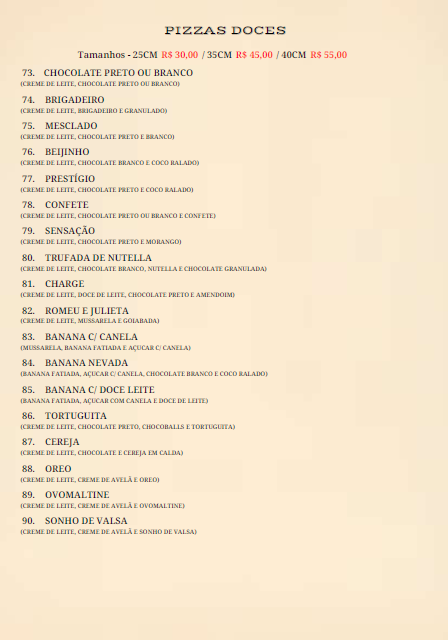 PIZZAS DOCES
Tamanhos - 25CM R$ 30,00 / 35CM R$ 45,00 / 40CM R$ 55,00
73. CHOCOLATE PRETO OU BRANCO
(CREME DE LEITE, CHOCOLATE PRETO OU BRANCO)
74. BRIGADEIRO
(CREME DE LEITE, BRIGADEIRO E GRANULADO)
75. MESCLADO
(CREME DE LEITE, CHOCOLATE PRETO E BRANCO)
76. BEIJINHO
(CREME DE LEITE, CHOCOLATE BRANCO E COCO RALADO)
77. PRESTÍGIO
(CREME DE LEITE, CHOCOLATE PRETO E COCO RALADO)
78. CONFETE
(CREME DE LEITE, CHOCOLATE PRETO OU BRANCO E CONFETE)
79. SENSAÇÃO
(CREME DE LEITE, CHOCOLATE PRETO E MORANGO)
80. TRUFADA DE NUTELLA
(CREME DE LEITE, CHOCOLATE BRANCO, NUTELLA E CHOCOLATE GRANULADA)
81. CHARGE
(CREME DE LEITE, DOCE DE LEITE, CHOCOLATE PRETO E AMENDOIM)
82. ROMEU E JULIETA
(CREME DE LEITE, MUSSARELA E GOIABADA)
83. BANANA C/ CANELA
(MUSSARELA, BANANA FATIADA E AÇUCAR C/ CANELA)
84. BANANA NEVADA
(BANANA FATIADA, AÇUCAR C/ CANELA, CHOCOLATE BRANCO E COCO RALADO)
85. BANANA C/ DOCE LEITE
(BANANA FATIADA, AÇUCAR COM CANELA E DOCE DE LEITE)
86. TORTUGUITA
(CREME DE LEITE, CHOCOLATE PRETO, CHOCOBALLS E TORTUGUITA)
87. CEREJA
(CREME DE LEITE, CHOCOLATE E CEREJA EM CALDA)
88. OREO
(CREME DE LEITE, CREME DE AVELÃ E OREO)
89. OVOMALTINE
(CREME DE LEITE, CREME DE AVELÃ E OVOMALTINE)
90. SONHO DE VALSA
(CREME DE LEITE, CREME DE AVELÃ E SONHO DE VALSA)